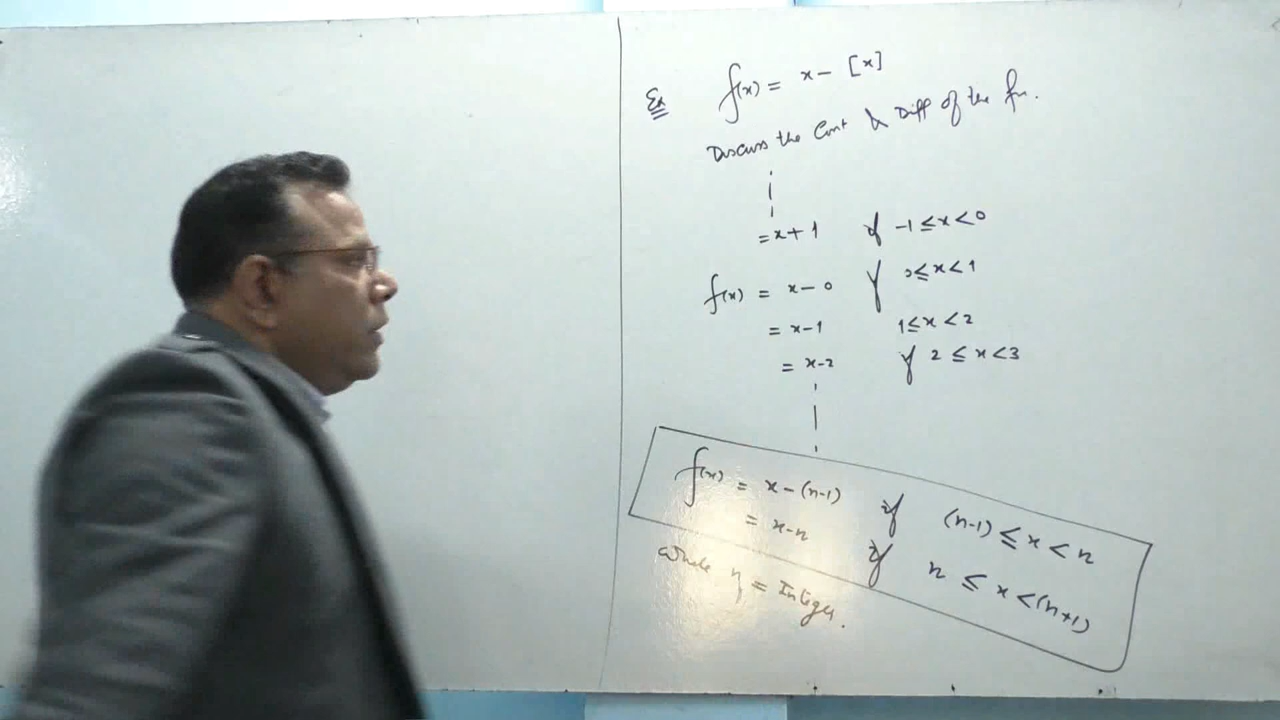 Ex f(x) = x - [x]
Discuss the Cont & Diff of the fn.
= x+1 if -1 ≤ x < 0
f(x) = x-0 if 0 ≤ x < 1
= x-1 1 ≤ x < 2
= x-2 if 2 ≤ x < 3
f(x) = x-(n-1) if (n-1) ≤ x < n
= x-n if n ≤ x < (n+1)
where n = Integer.